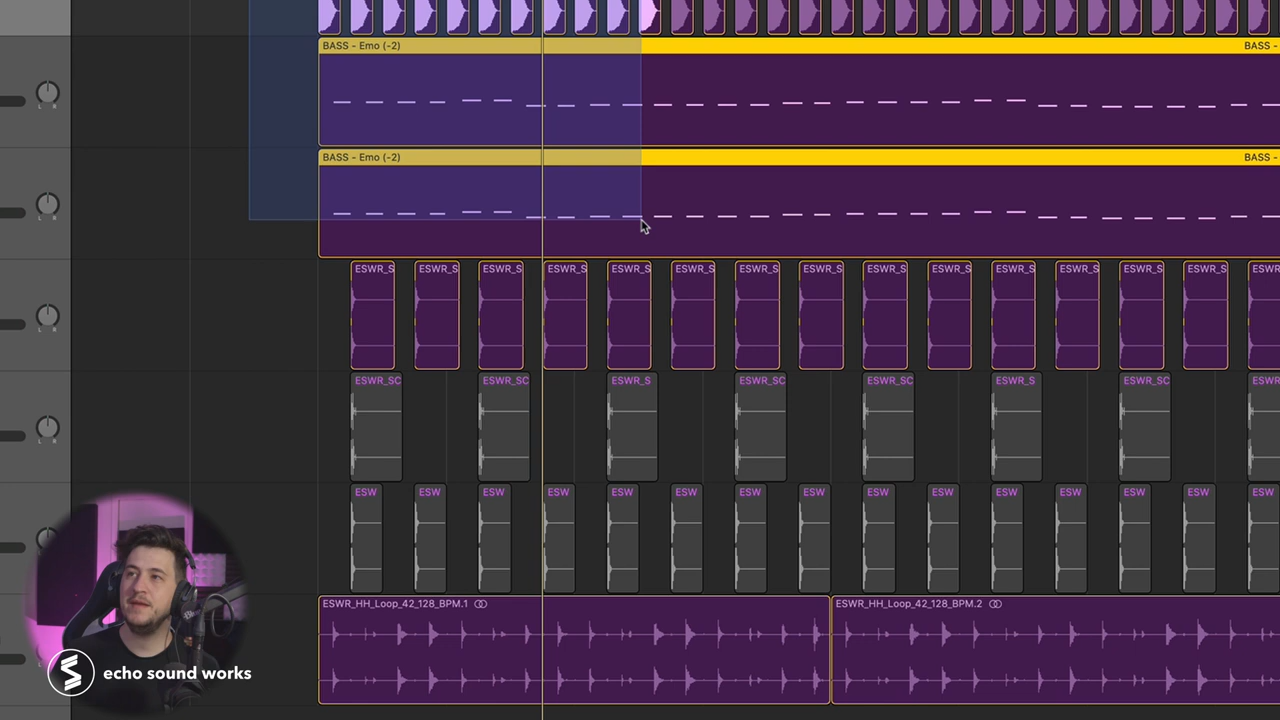 BASS - Emo (-2) BASS -
BASS - Emo (-2) BASS -
ESWR_S ESWR_S ESWR_S ESWR_S ESWR_S ESWR_S ESWR_S ESWR_S ESWR_S ESWR_S ESWR_S ESWR_S ESWR_S ESWR_S ESWR_S
ESWR_SC ESWR_SC ESWR_S ESWR_SC ESWR_SC ESWR_S ESWR_SC ESWR
ESW ESW ESW ESW ESW ESW ESW ESW ESW ESW ESW ESW ESW ESW ESW
ESWR_HH_Loop_42_128_BPM.1 ESWR_HH_Loop_42_128_BPM.2
echo sound works